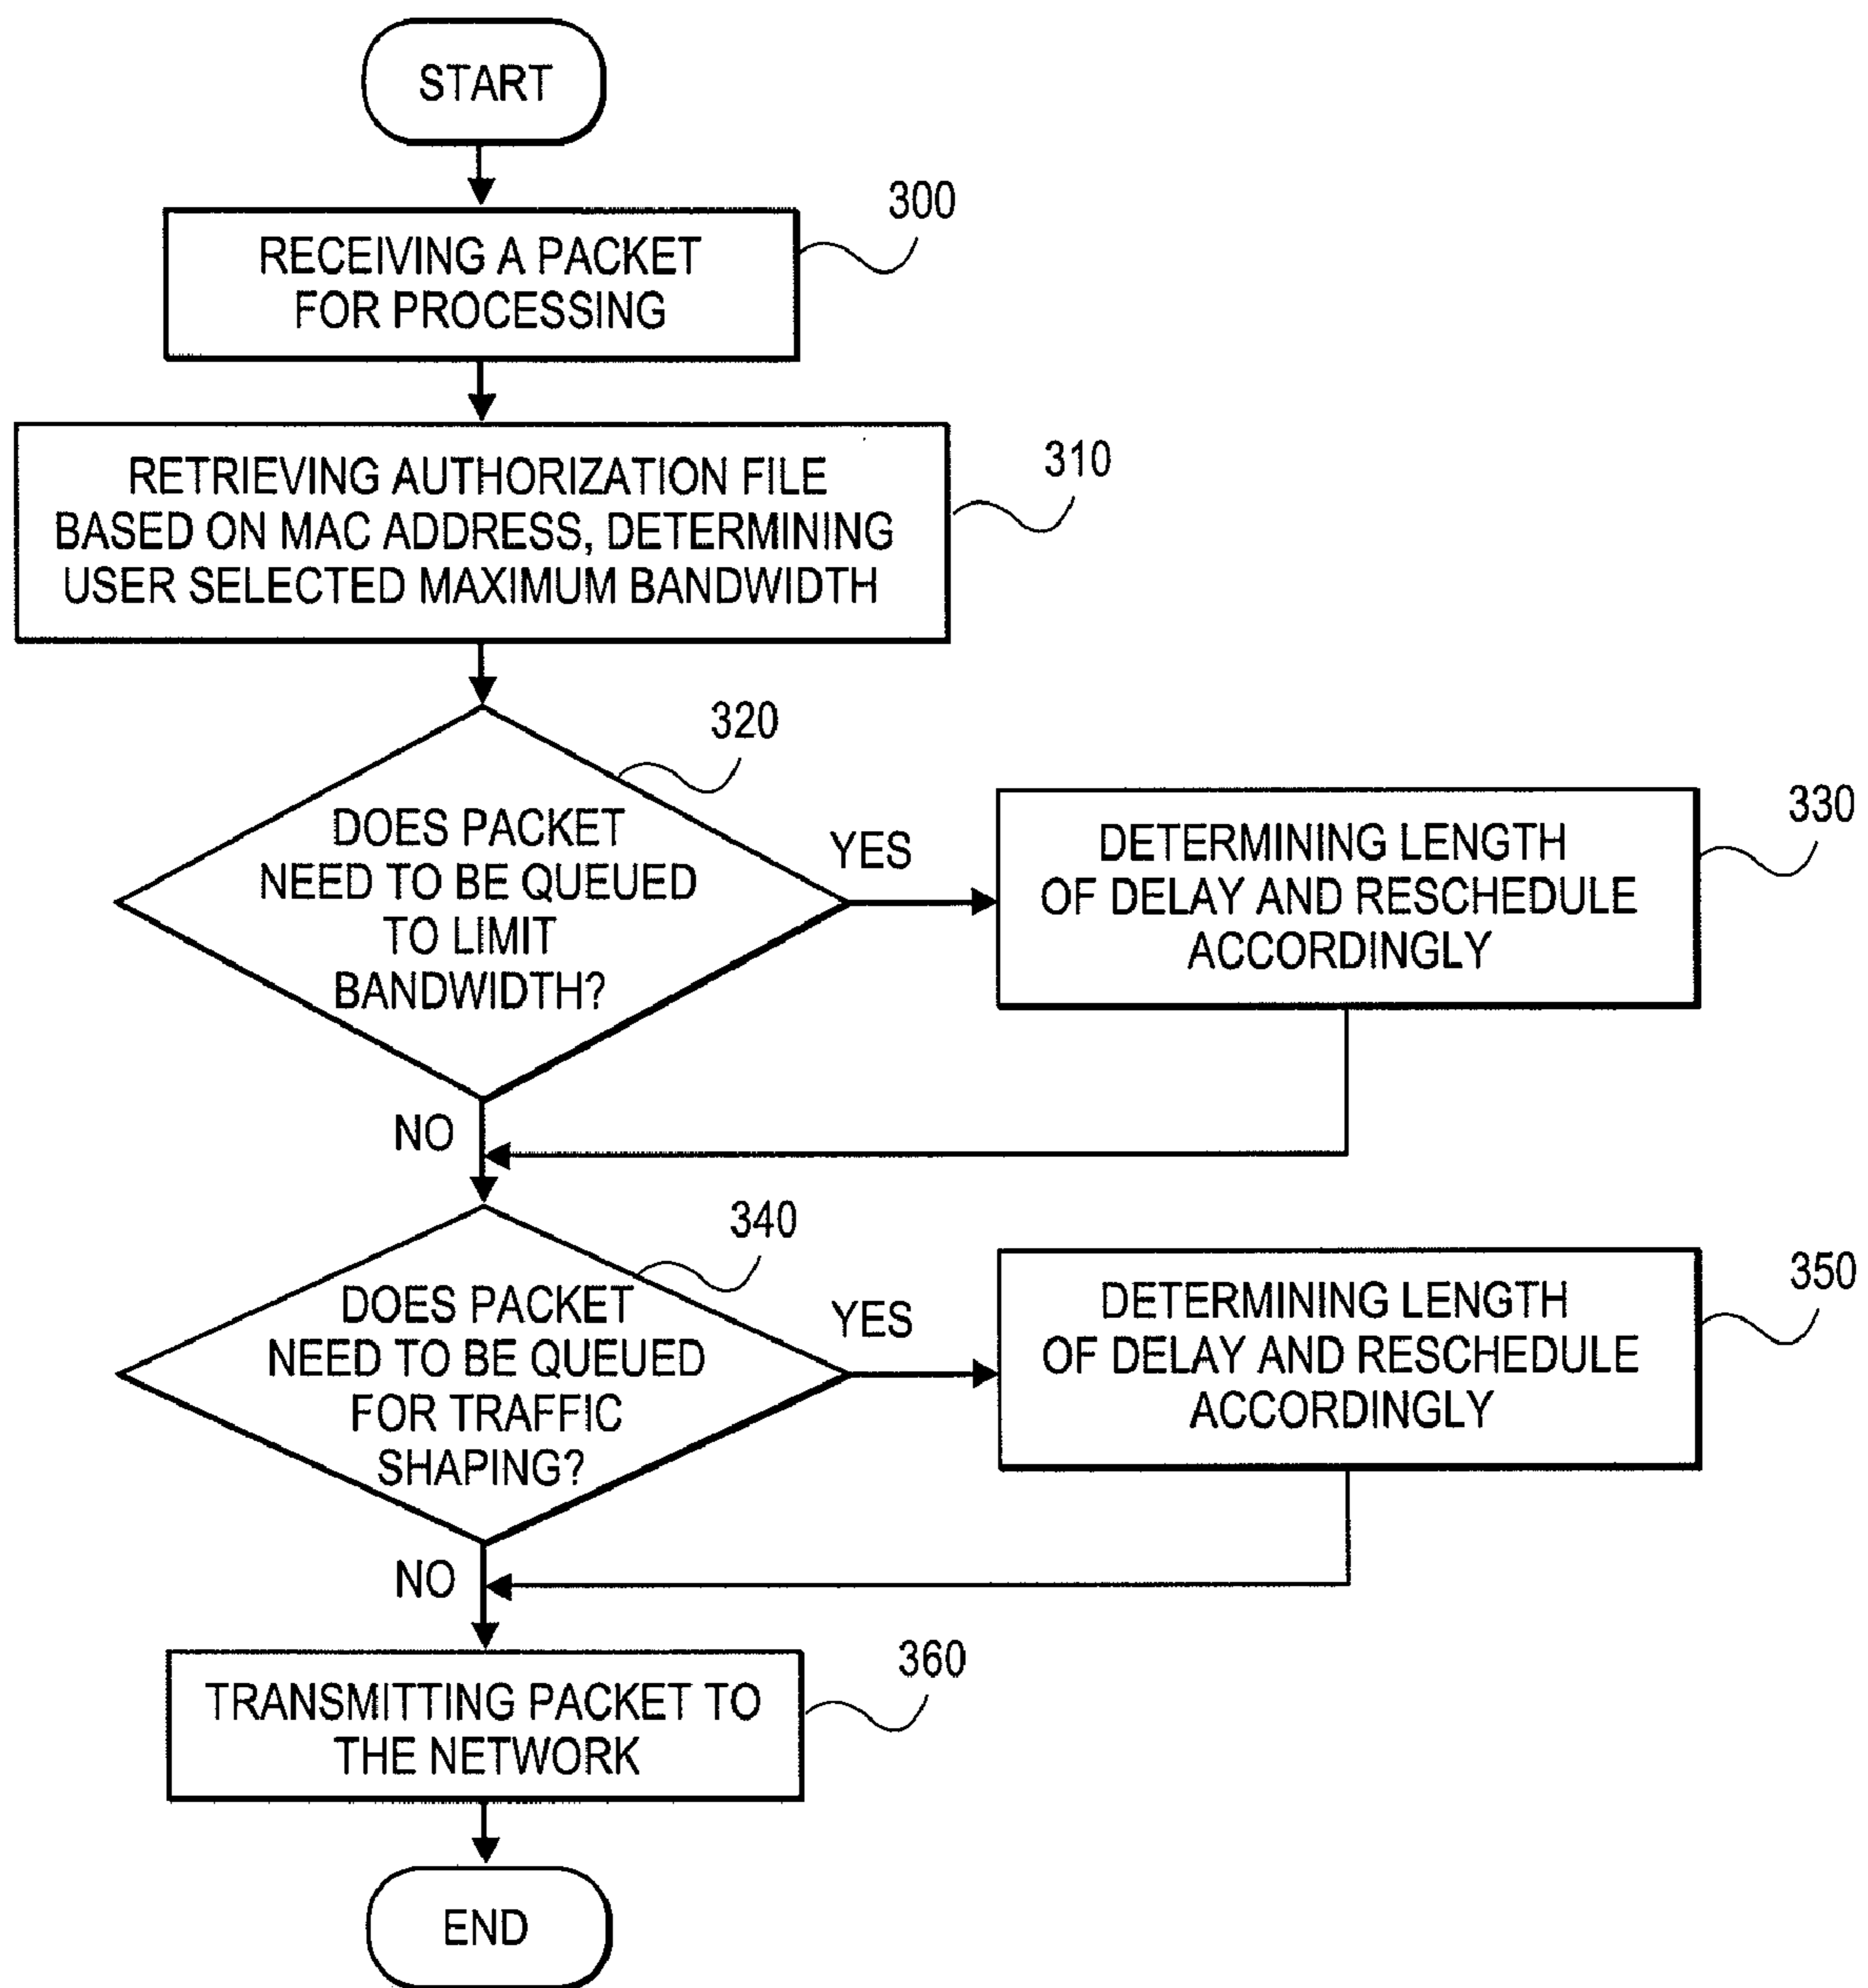 START
300
RECEIVING A PACKET
FOR PROCESSING
310
RETRIEVING AUTHORIZATION FILE
BASED ON MAC ADDRESS, DETERMINING
USER SELECTED MAXIMUM BANDWIDTH
320
DOES PACKET
NEED TO BE QUEUED
TO LIMIT
BANDWIDTH?
YES
330
DETERMINING LENGTH
OF DELAY AND RESCHEDULE
ACCORDINGLY
NO
340
DOES PACKET
NEED TO BE QUEUED
FOR TRAFFIC
SHAPING?
YES
350
DETERMINING LENGTH
OF DELAY AND RESCHEDULE
ACCORDINGLY
NO
360
TRANSMITTING PACKET TO
THE NETWORK
END